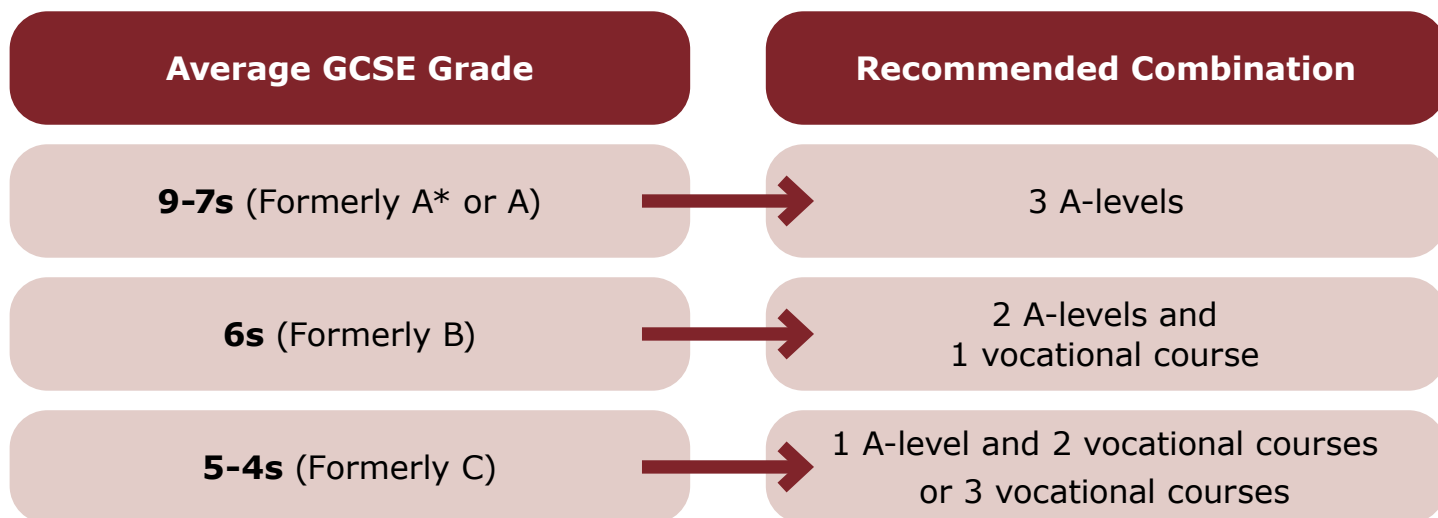 Average GCSE Grade
Recommended Combination
9-7s (Formerly A* or A)
3 A-levels
6s (Formerly B)
2 A-levels and
1 vocational course
5-4s (Formerly C)
1 A-level and 2 vocational courses
or 3 vocational courses